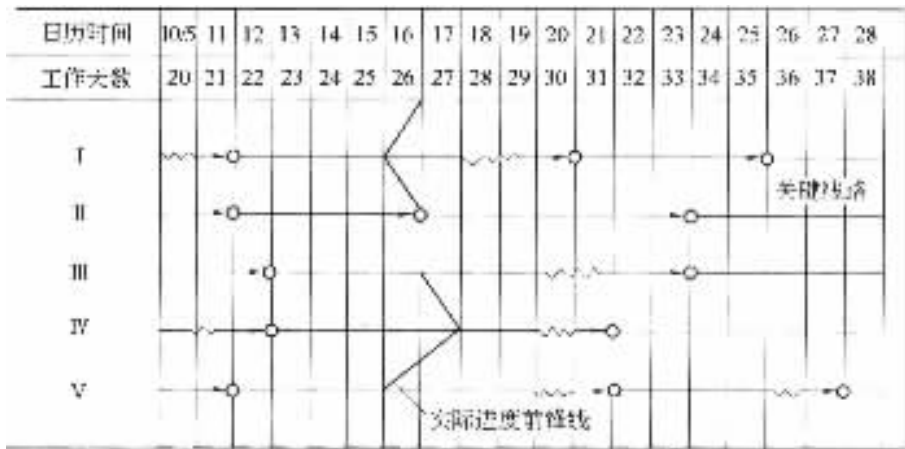 日历时间 10/5 11 12 13 14 15 16 17 18 19 20 21 22 23 24 25 26 27 28
工作天数 20 21 22 23 24 25 26 27 28 29 30 31 32 33 34 35 36 37 38
I
关键线路
II
III
IV
V
实际进度前锋线